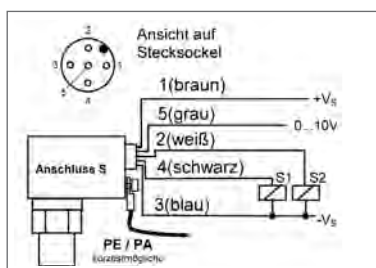 2
Ansicht auf
Stecksockel
3
1
5
4
1(braun)
+Vs
5(grau)
0...10V
2(weiß)
4(schwarz)
S1
S2
Anschluss S
3(blau)
-Vs
PE / PA